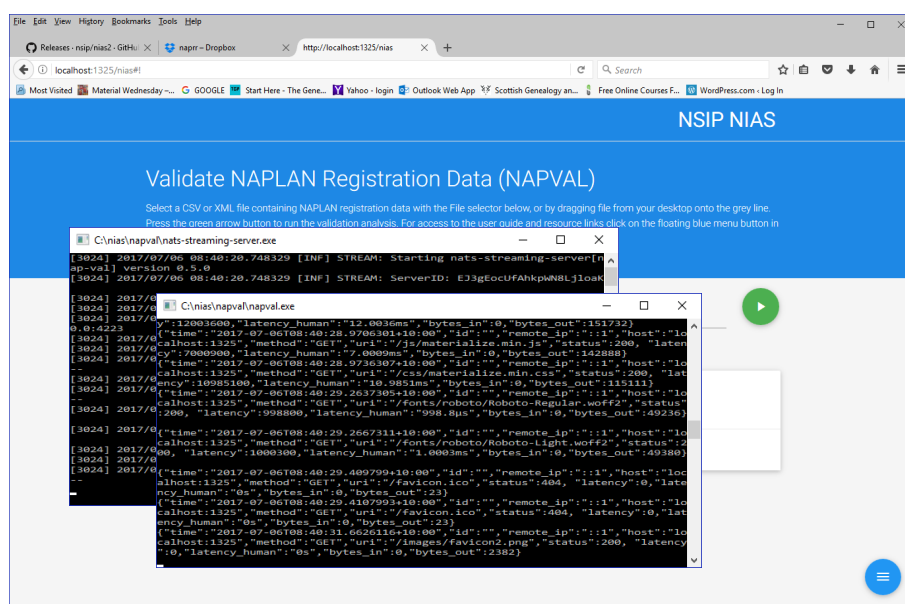 File Edit View History Bookmarks Tools Help
Releases · nsip/nias2 · GitHu
naprr – Dropbox
http://localhost:1325/nias
localhost:1325/nias#!
Search
Most Visited Material Wednesday –... GOOGLE Start Here - The Gene... Yahoo - login Outlook Web App Scottish Genealogy an... Free Online Courses F... WordPress.com ‹ Log In
NSIP NIAS
Validate NAPLAN Registration Data (NAPVAL)
Select a CSV or XML file containing NAPLAN registration data with the File selector below, or by dragging file from your desktop onto the grey line.
Press the green arrow button to run the validation analysis. For access to the user guide and resource links click on the floating blue menu button in
C:\nias\napval\nats-streaming-server.exe
[3024] 2017/07/06 08:40:20.748329 [INF] STREAM: Starting nats-streaming-server[n
ap-val] version 0.5.0
[3024] 2017/07/06 08:40:20.748329 [INF] STREAM: ServerID: EJ3gEocUfAhkpWN8Ljloak
[3024] 2017/0
[3024] 2017/0
[3024] 2017/0
0.0:4223
[3024] 2017/0
[3024] 2017/0
[3024] 2017/0
[3024] 2017/0
--
[3024] 2017/0
[3024] 2017/0
--
[3024] 2017/0
[3024] 2017/0
[3024] 2017/0
[3024] 2017/0
[3024] 2017/0
--
C:\nias\napval\napval.exe
y":12003600,"latency_human":"12.0036ms","bytes_in":0,"bytes_out":151732}
{"time":"2017-07-06T08:40:28.9706301+10:00","id":"","remote_ip":"::1","host":"lo
calhost:1325","method":"GET","uri":"/js/materialize.min.js","status":200, "laten
cy":7000900,"latency_human":"7.0009ms","bytes_in":0,"bytes_out":142888}
{"time":"2017-07-06T08:40:28.9736307+10:00","id":"","remote_ip":"::1","host":"lo
calhost:1325","method":"GET","uri":"/css/materialize.min.css","status":200, "lat
ency":10985100,"latency_human":"10.9851ms","bytes_in":0,"bytes_out":115111}
{"time":"2017-07-06T08:40:29.2637305+10:00","id":"","remote_ip":"::1","host":"lo
calhost:1325","method":"GET","uri":"/fonts/roboto/Roboto-Regular.woff2","status"
:200, "latency":998800,"latency_human":"998.8µs","bytes_in":0,"bytes_out":49236}
{"time":"2017-07-06T08:40:29.2667311+10:00","id":"","remote_ip":"::1","host":"lo
calhost:1325","method":"GET","uri":"/fonts/roboto/Roboto-Light.woff2","status":2
00, "latency":1000300,"latency_human":"1.0003ms","bytes_in":0,"bytes_out":49380}
{"time":"2017-07-06T08:40:29.409799+10:00","id":"","remote_ip":"::1","host":"loc
alhost:1325","method":"GET","uri":"/favicon.ico","status":404, "latency":0,"late
ncy_human":"0s","bytes_in":0,"bytes_out":23}
{"time":"2017-07-06T08:40:29.4107993+10:00","id":"","remote_ip":"::1","host":"lo
calhost:1325","method":"GET","uri":"/favicon.ico","status":404, "latency":0,"lat
ency_human":"0s","bytes_in":0,"bytes_out":23}
{"time":"2017-07-06T08:40:31.6626116+10:00","id":"","remote_ip":"::1","host":"lo
calhost:1325","method":"GET","uri":"/images/favicon2.png","status":200, "latency
":0,"latency_human":"0s","bytes_in":0,"bytes_out":2382}